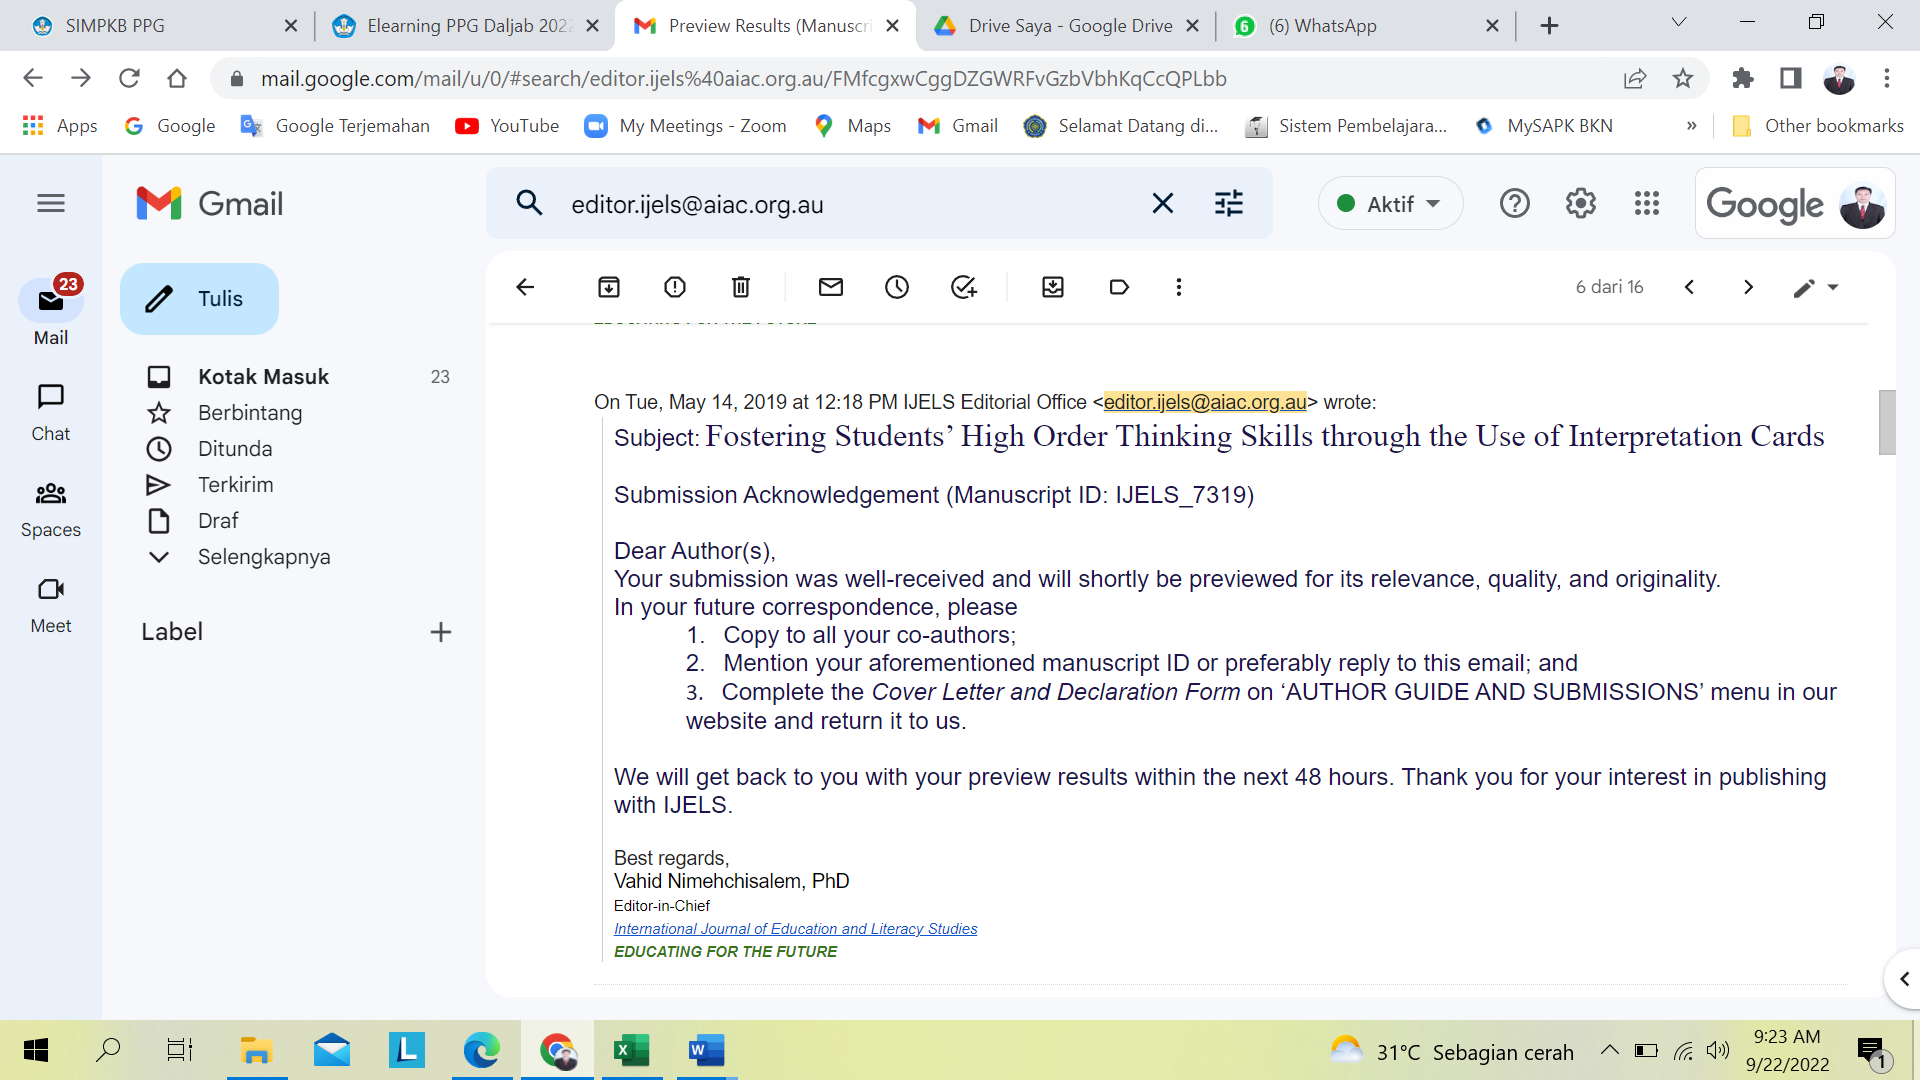 SIMPKB PPG
Elearning PPG Daljab 2022
Preview Results (Manuscri
Drive Saya - Google Drive
6 (6) WhatsApp
mail.google.com/mail/u/0/#search/editor.ijels%40aiac.org.au/FMfcgxwCggDZGWRFvGzbVbhKqCcQPLbb
Apps
Google
Google Terjemahan
YouTube
My Meetings - Zoom
Maps
Gmail
Selamat Datang di...
Sistem Pembelajara...
MySAPK BKN
»
Other bookmarks
Gmail
editor.ijels@aiac.org.au
Aktif
Google
23
Mail
Chat
Spaces
Meet
Tulis
Kotak Masuk 23
Berbintang
Ditunda
Terkirim
Draf
Selengkapnya
Label
6 dari 16
EDUCATING FOR THE FUTURE
On Tue, May 14, 2019 at 12:18 PM IJELS Editorial Office <editor.ijels@aiac.org.au> wrote:
Subject: Fostering Students’ High Order Thinking Skills through the Use of Interpretation Cards
Submission Acknowledgement (Manuscript ID: IJELS_7319)
Dear Author(s),
Your submission was well-received and will shortly be previewed for its relevance, quality, and originality.
In your future correspondence, please
1. Copy to all your co-authors;
2. Mention your aforementioned manuscript ID or preferably reply to this email; and
3. Complete the Cover Letter and Declaration Form on ‘AUTHOR GUIDE AND SUBMISSIONS’ menu in our
website and return it to us.
We will get back to you with your preview results within the next 48 hours. Thank you for your interest in publishing
with IJELS.
Best regards,
Vahid Nimehchisalem, PhD
Editor-in-Chief
International Journal of Education and Literacy Studies
EDUCATING FOR THE FUTURE
L
X
W
31°C Sebagian cerah
9:23 AM
9/22/2022
1